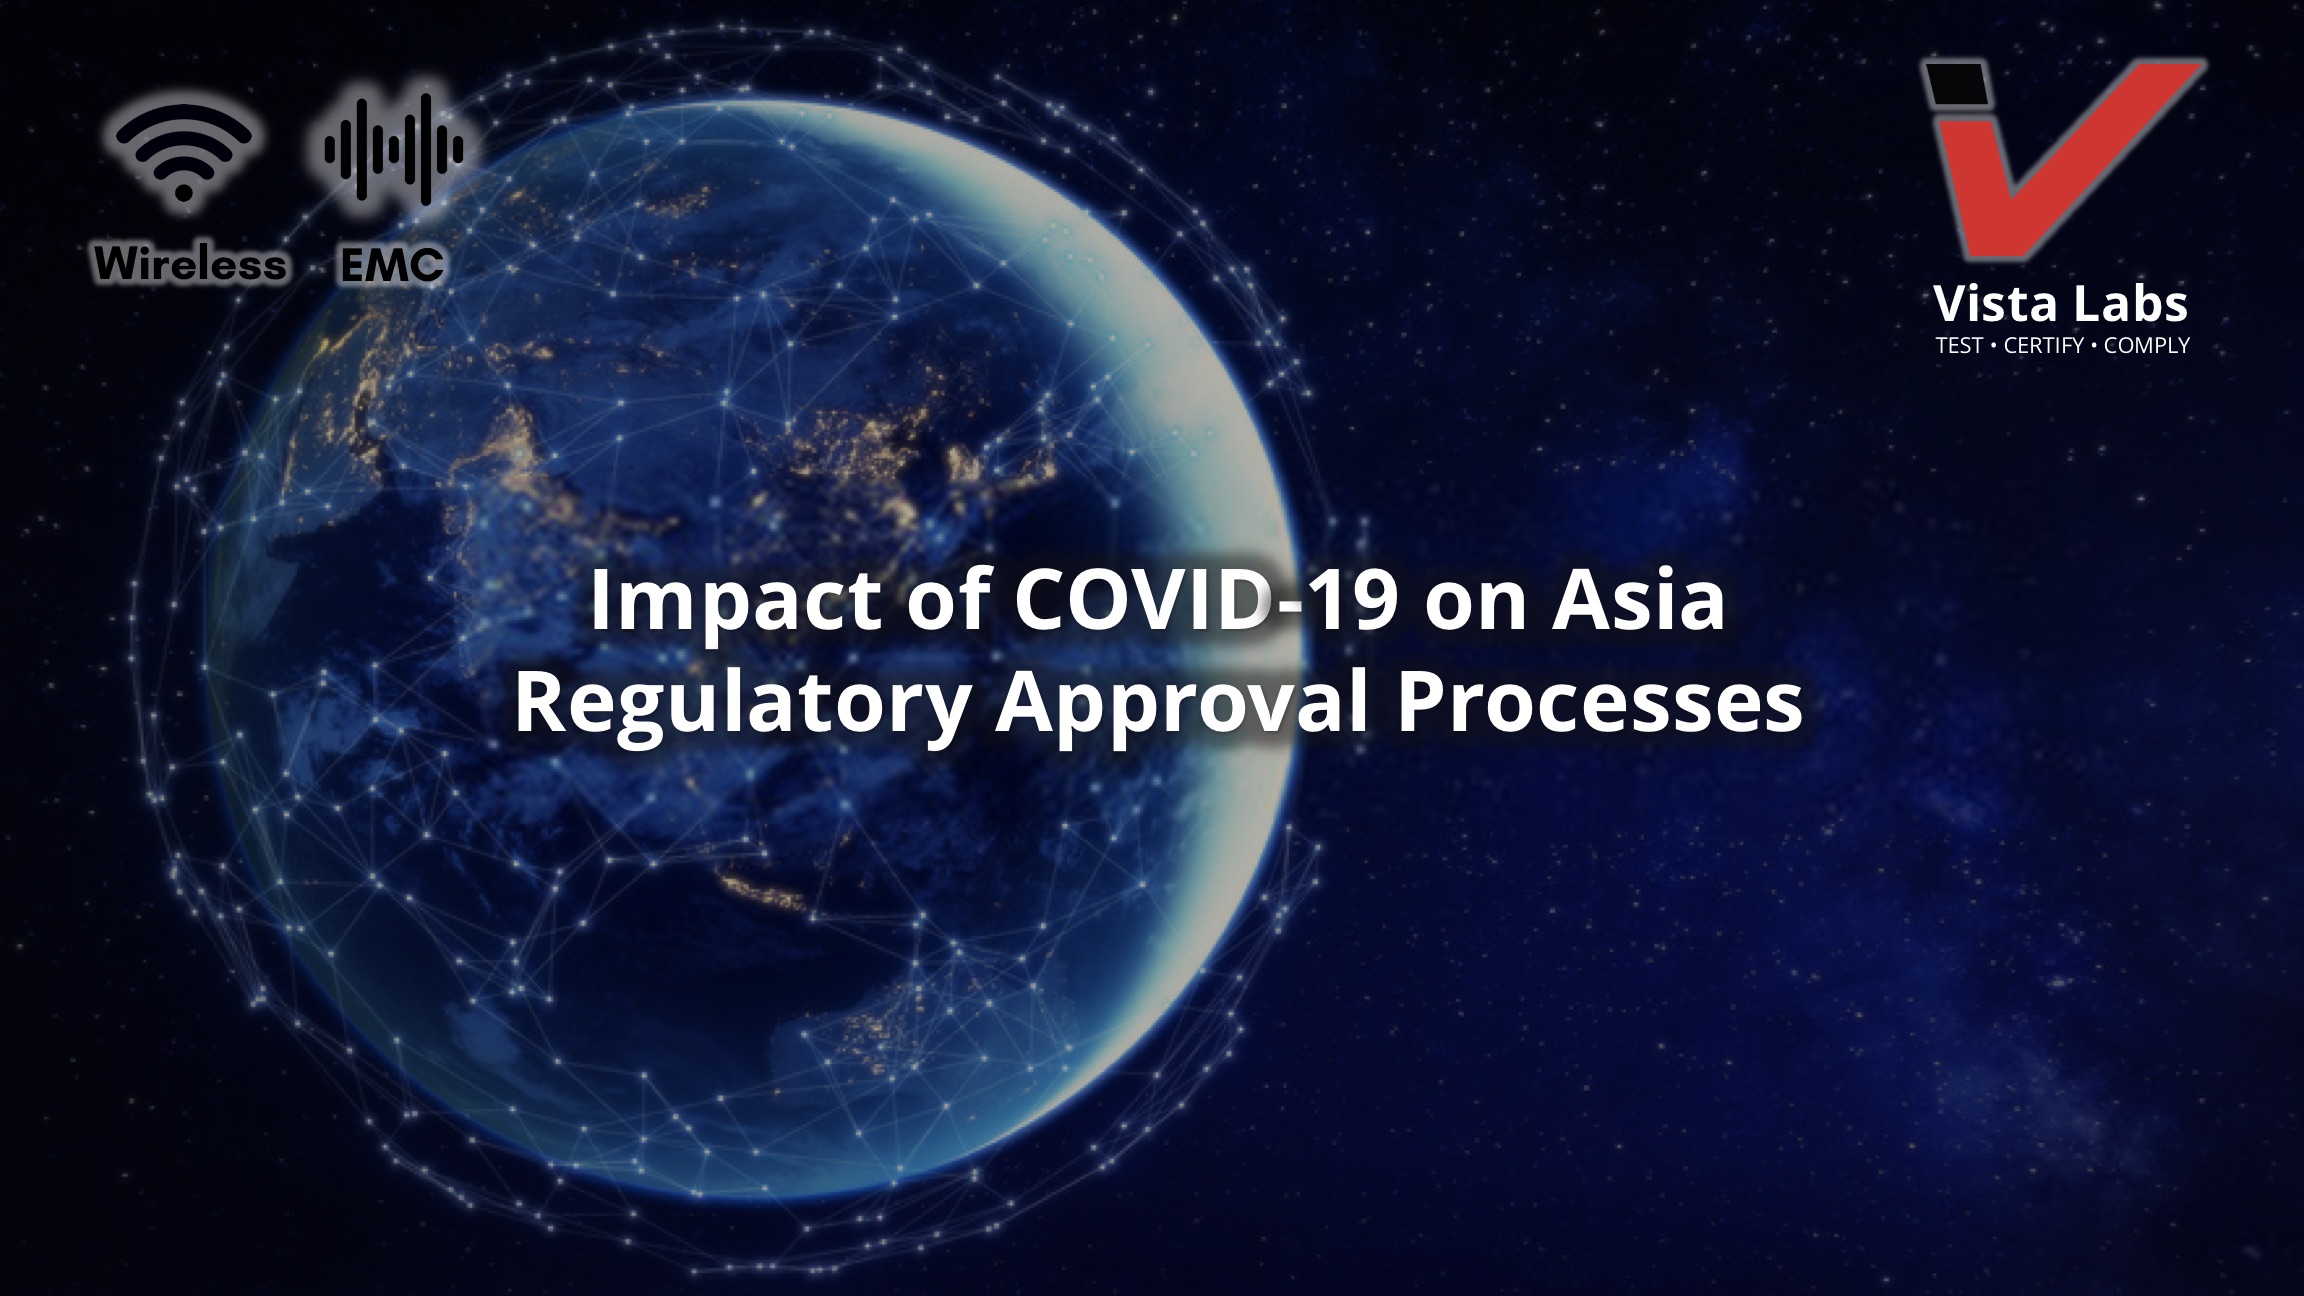 Wireless
EMC
Vista Labs
TEST • CERTIFY • COMPLY
Impact of COVID-19 on Asia
Regulatory Approval Processes